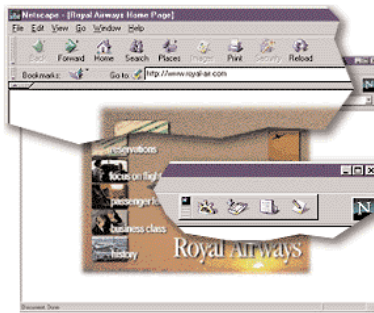 Netscape - [Royal Airways Home Page]
File Edit View Go Window Help
Back Forward Home Search Places Images Print Security Reload
Bookmarks: Go to: http://www.royal-air.com
N
reservations
focus on flight
business class
history
Royal Airways
N
Document: Done